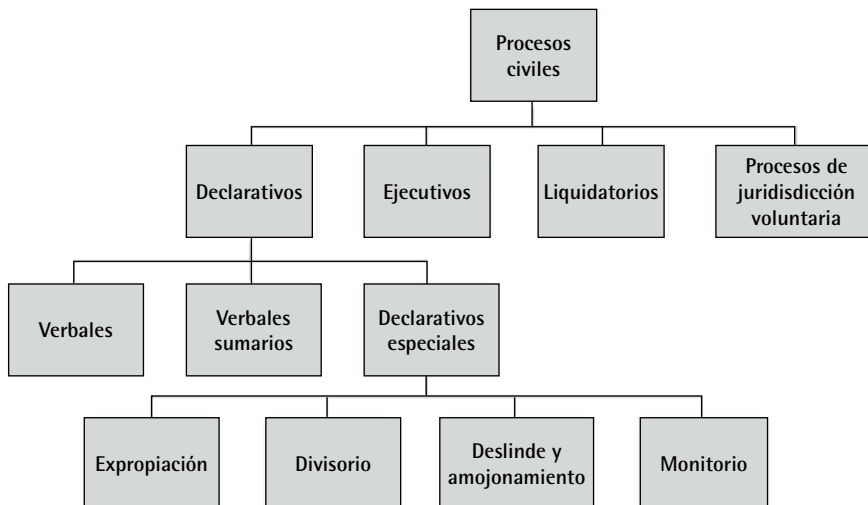 Procesos
civiles
Declarativos
Ejecutivos
Liquidatorios
Procesos de
juridisdicción
voluntaria
Verbales
Verbales
sumarios
Declarativos
especiales
Expropiación
Divisorio
Deslinde y
amojonamiento
Monitorio